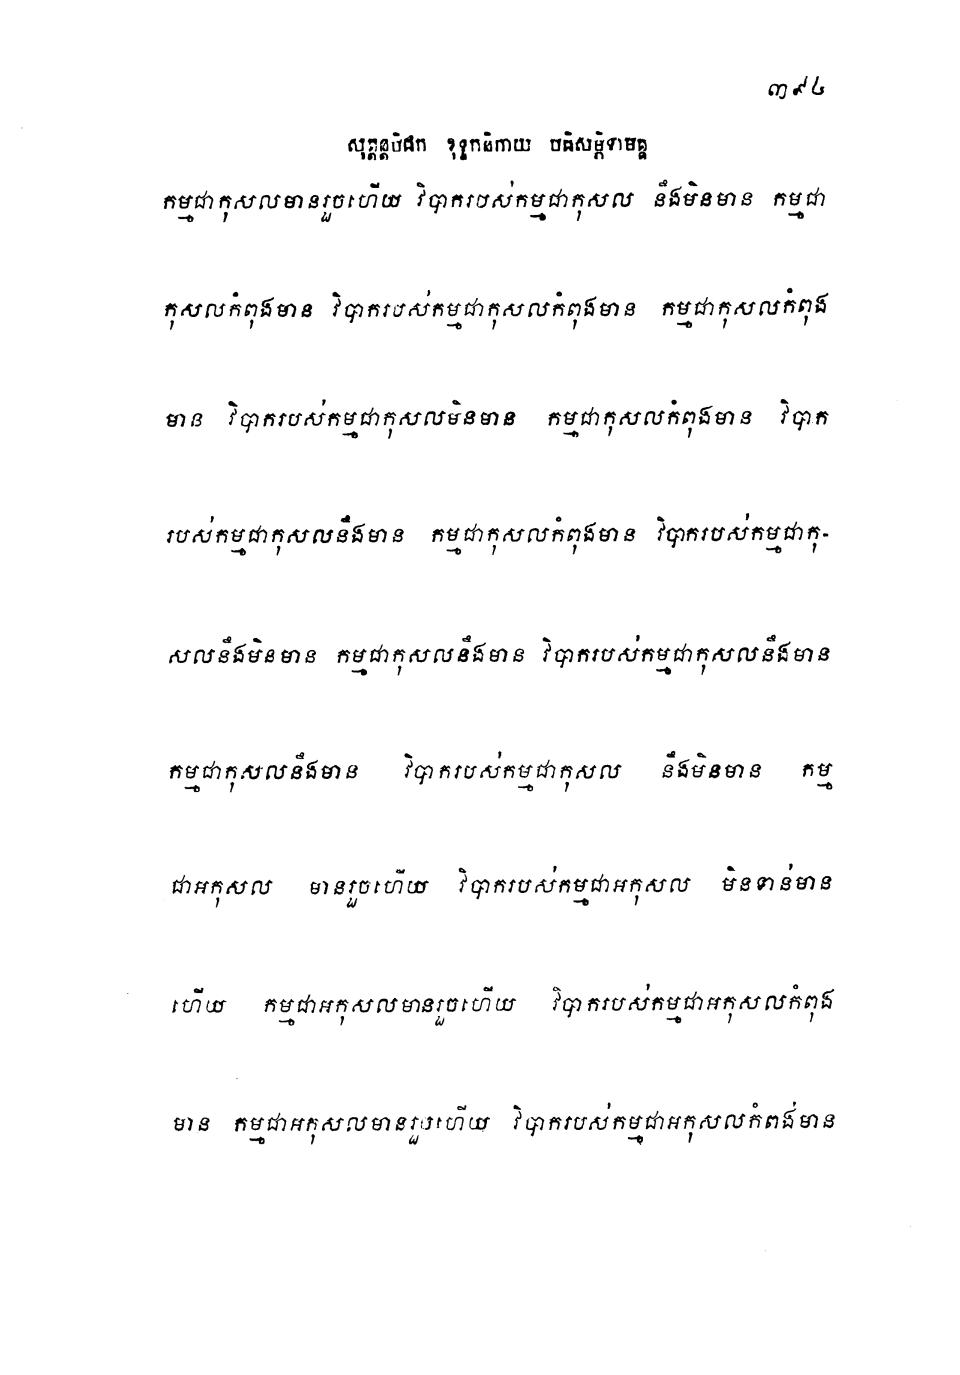 ៣៩៤
សុត្តន្តបិដក ខុទ្ទកនិកាយ បដិសម្ភិទាមគ្គ
កម្មជាកុសលមានរួចហើយ វិបាករបស់កម្មជាកុសល នឹងមិនមាន កម្មជា
កុសលកំពុងមាន វិបាករបស់កម្មជាកុសលកំពុងមាន កម្មជាកុសលកំពុង
មាន វិបាករបស់កម្មជាកុសលមិនមាន កម្មជាកុសលកំពុងមាន វិបាក
របស់កម្មជាកុសលនឹងមាន កម្មជាកុសលកំពុងមាន វិបាករបស់កម្មជាកុ-
សលនឹងមិនមាន កម្មជាកុសលនឹងមាន វិបាករបស់កម្មជាកុសលនឹងមាន
កម្មជាកុសលនឹងមាន វិបាករបស់កម្មជាកុសល នឹងមិនមាន កម្ម
ជាអកុសល មានរួចហើយ វិបាករបស់កម្មជាអកុសល មិនទាន់មាន
ហើយ កម្មជាអកុសលមានរួចហើយ វិបាករបស់កម្មជាអកុសលកំពុង
មាន កម្មជាអកុសលមានរួចហើយ វិបាករបស់កម្មជាអកុសលកំពង់មាន